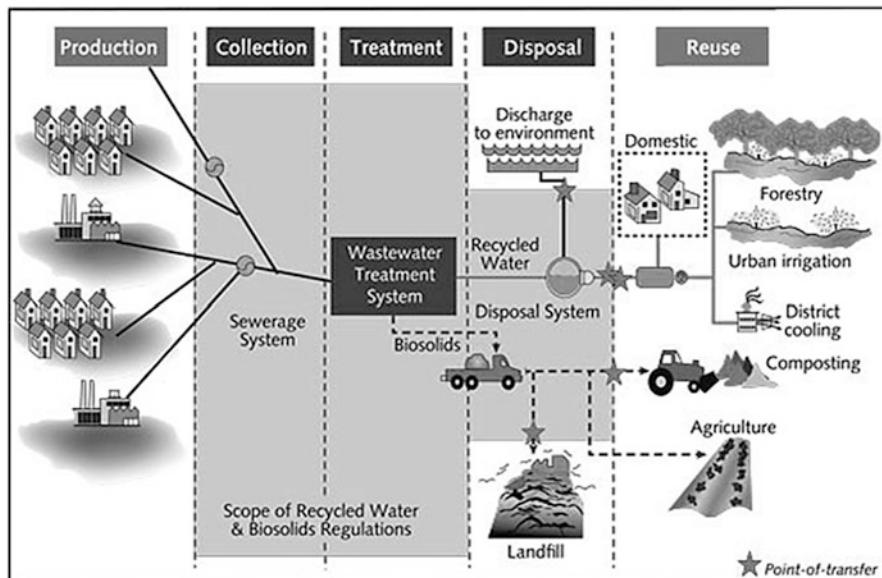 Production
Collection
Treatment
Disposal
Reuse
Discharge
to environment
Domestic
Forestry
Urban irrigation
District
cooling
Wastewater
Treatment
System
Recycled
Water
Disposal System
Sewerage
System
Biosolids
Composting
Agriculture
Scope of Recycled Water
& Biosolids Regulations
Landfill
Point-of-transfer